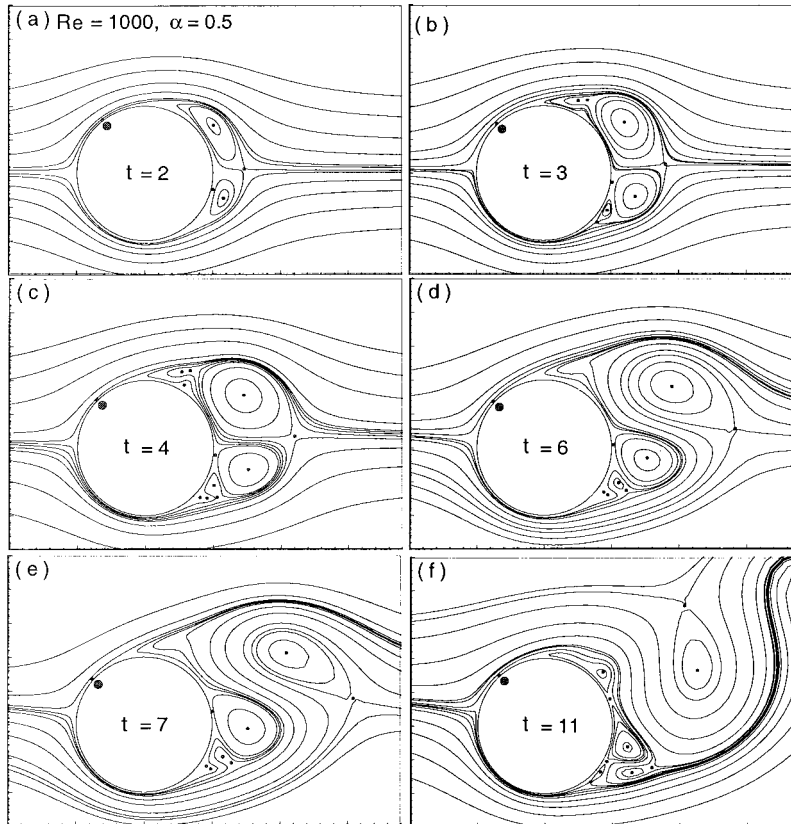 (a) Re = 1000, α = 0.5
t = 2
(b)
t = 3
(c)
t = 4
(d)
t = 6
(e)
t = 7
(f)
t = 11